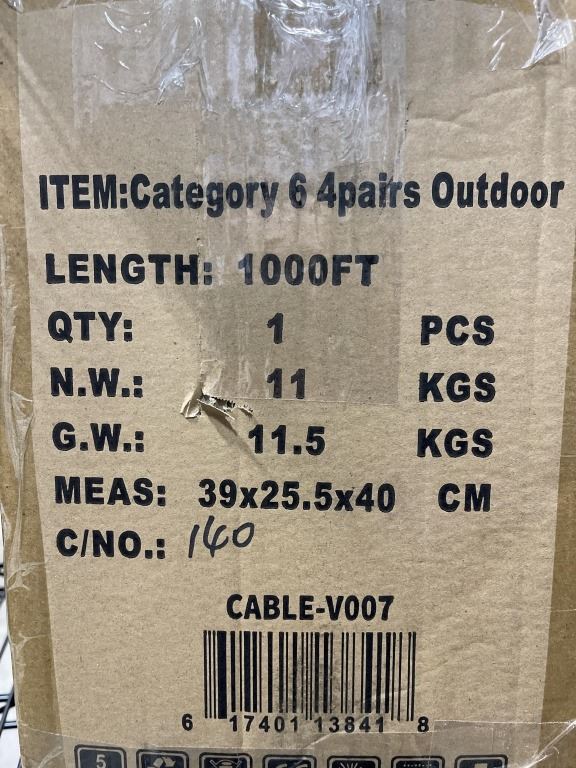 ITEM:Category 6 4pairs Outdoor
LENGTH: 1000FT
QTY: 1 PCS
N.W.: 11 KGS
G.W.: 11.5 KGS
MEAS: 39x25.5x40 CM
C/NO.: 140
CABLE-V007
6 17401 13841 8
5